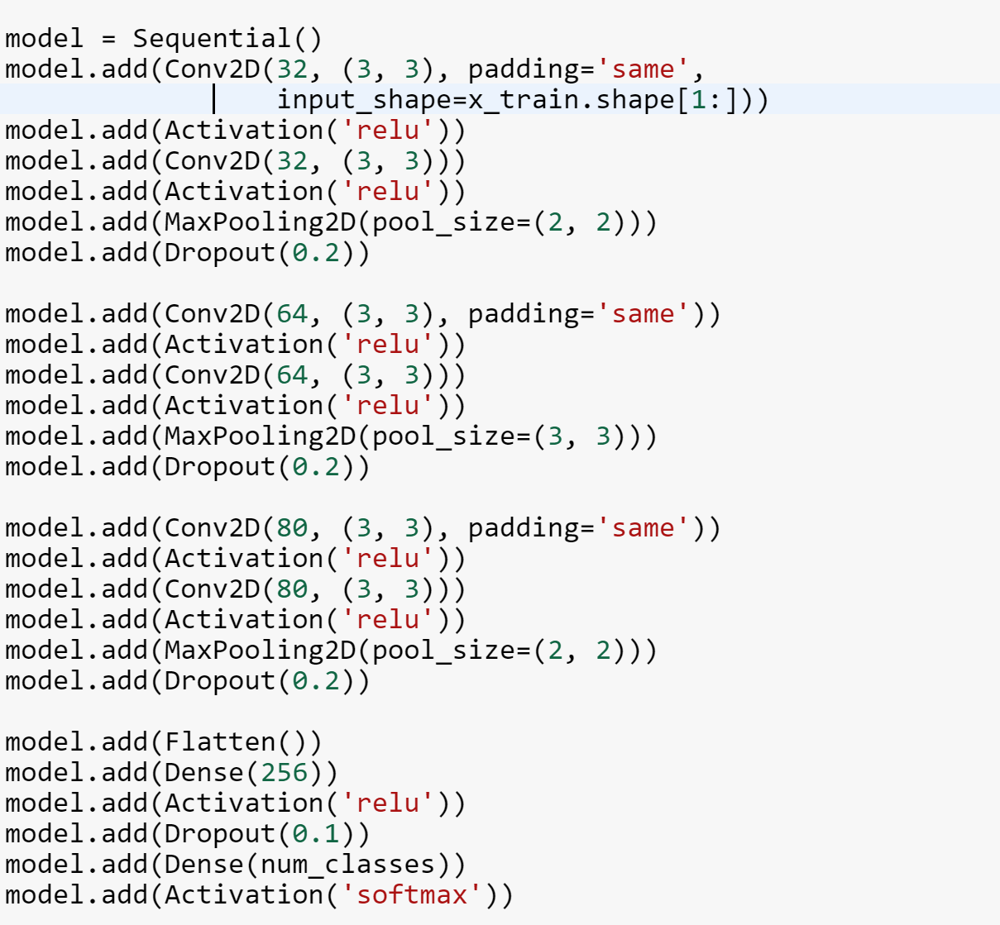 model = Sequential()
model.add(Conv2D(32, (3, 3), padding='same',
                 input_shape=x_train.shape[1:]))
model.add(Activation('relu'))
model.add(Conv2D(32, (3, 3)))
model.add(Activation('relu'))
model.add(MaxPooling2D(pool_size=(2, 2)))
model.add(Dropout(0.2))

model.add(Conv2D(64, (3, 3), padding='same'))
model.add(Activation('relu'))
model.add(Conv2D(64, (3, 3)))
model.add(Activation('relu'))
model.add(MaxPooling2D(pool_size=(3, 3)))
model.add(Dropout(0.2))

model.add(Conv2D(80, (3, 3), padding='same'))
model.add(Activation('relu'))
model.add(Conv2D(80, (3, 3)))
model.add(Activation('relu'))
model.add(MaxPooling2D(pool_size=(2, 2)))
model.add(Dropout(0.2))

model.add(Flatten())
model.add(Dense(256))
model.add(Activation('relu'))
model.add(Dropout(0.1))
model.add(Dense(num_classes))
model.add(Activation('softmax'))